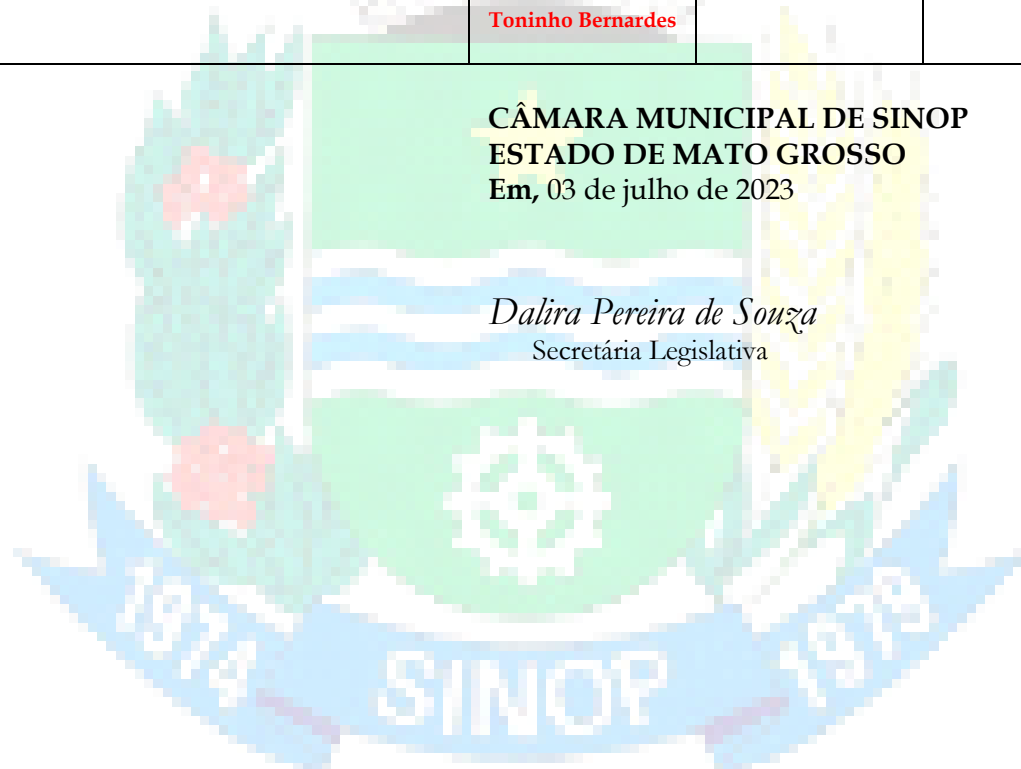 Toninho Bernardes
CÂMARA MUNICIPAL DE SINOP
ESTADO DE MATO GROSSO
Em, 03 de julho de 2023
Dalira Pereira de Souza
Secretária Legislativa
1974 SINOP 1979